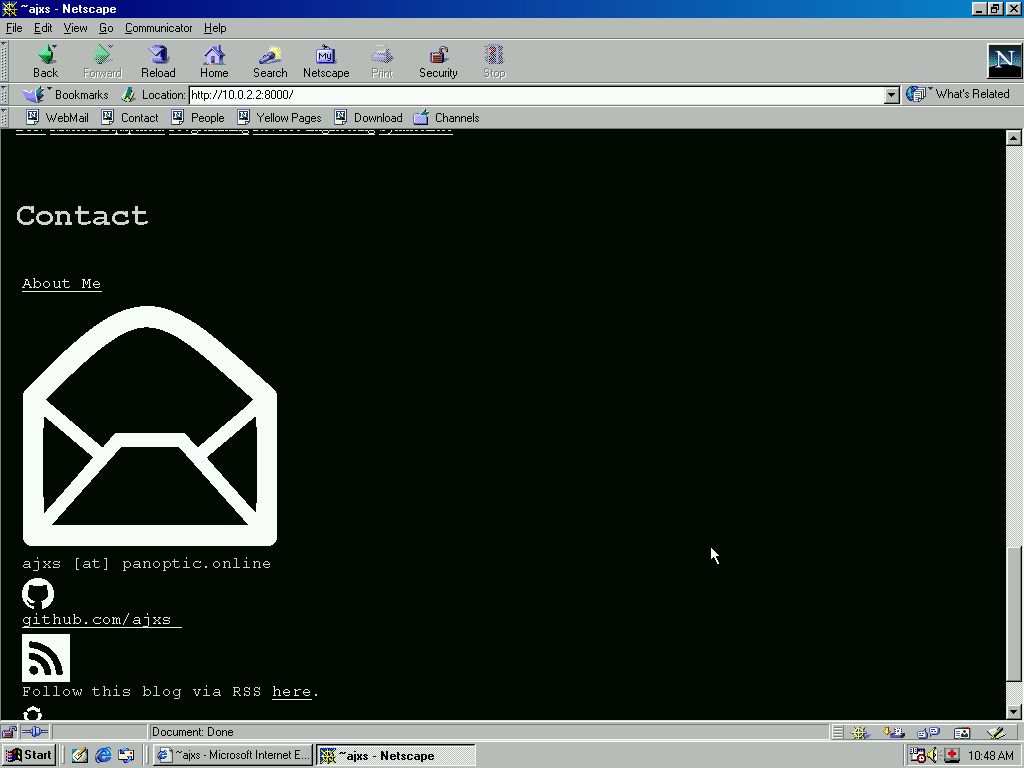 ~ajxs - Netscape
File Edit View Go Communicator Help
My
N
Back Forward Reload Home Search Netscape Print Security Stop
Bookmarks Location: http://10.0.2.2:8000/ What's Related
WebMail Contact People Yellow Pages Download Channels
Contact
About Me
ajxs [at] panoptic.online
github.com/ajxs
Follow this blog via RSS here.
Document: Done
Start ~ajxs - Microsoft Internet E... ~ajxs - Netscape 10:48 AM